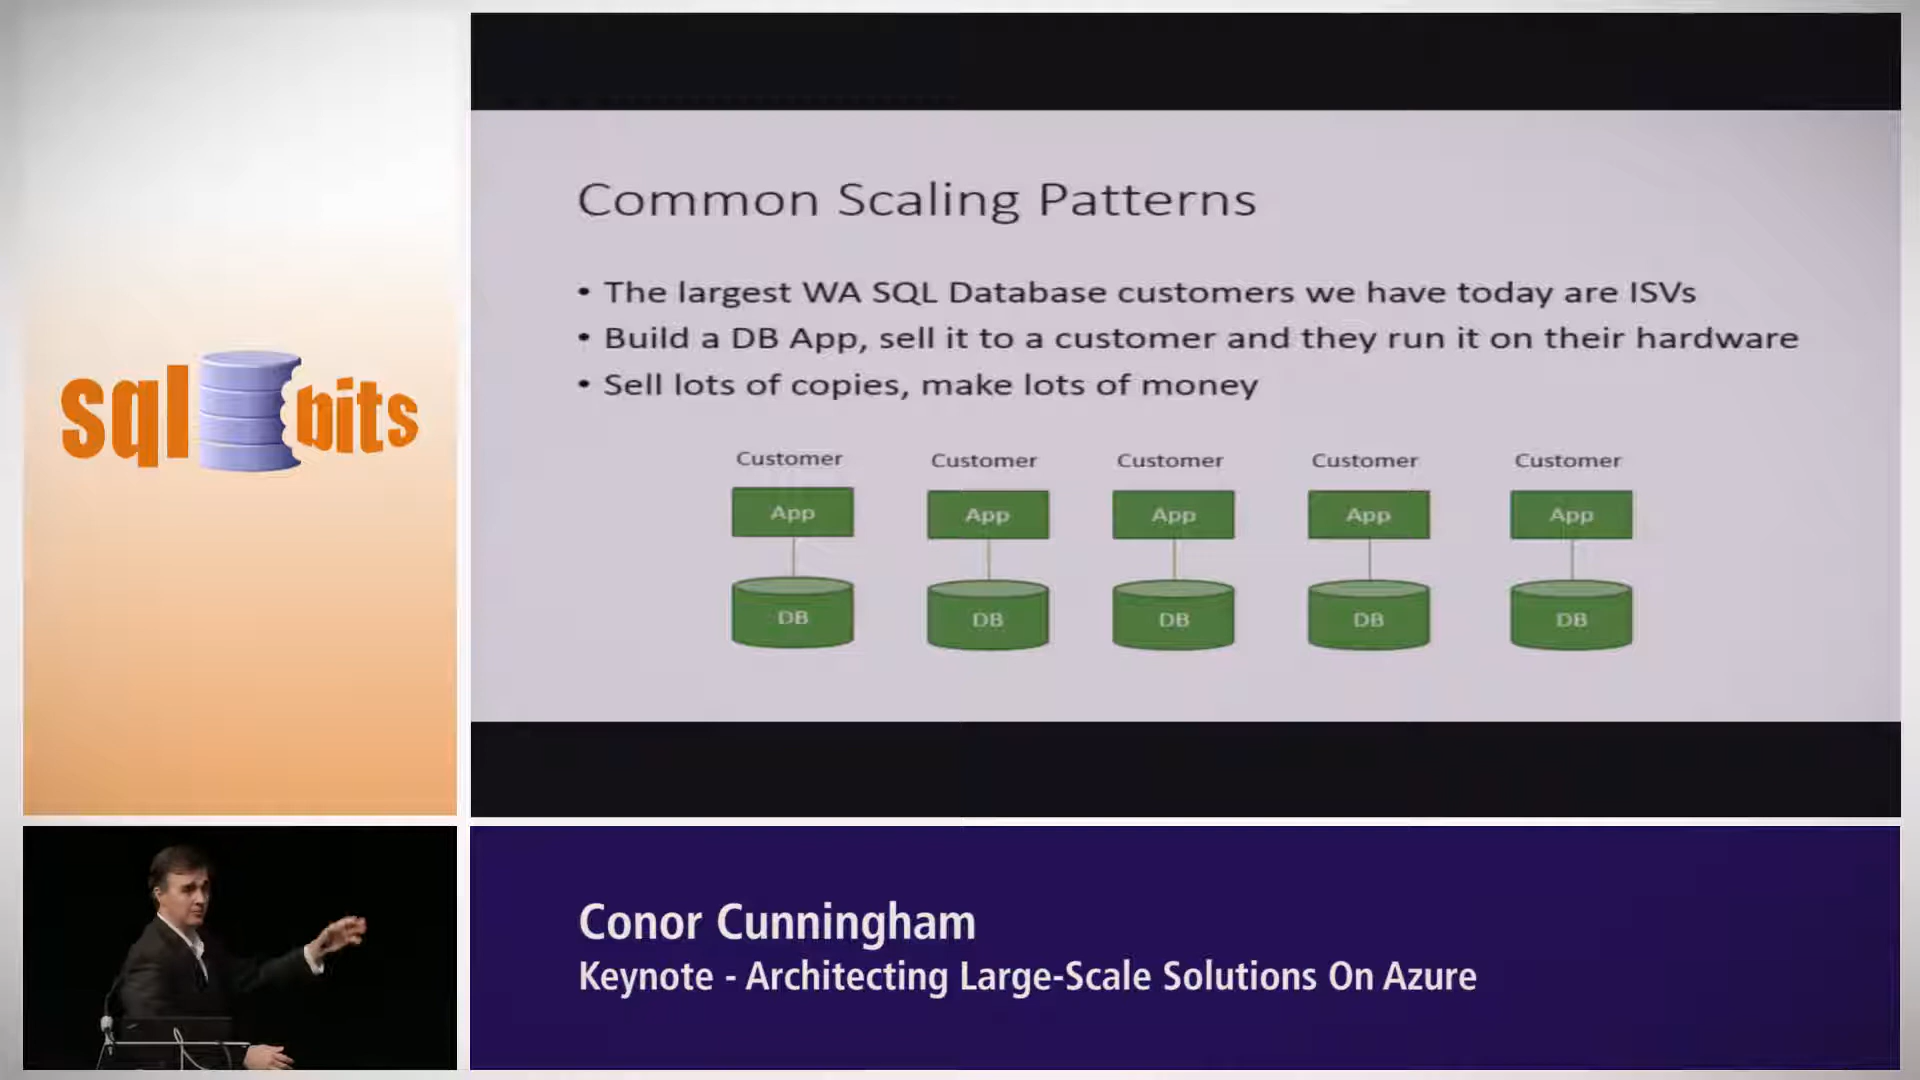 sql bits
Common Scaling Patterns
• The largest WA SQL Database customers we have today are ISVs
• Build a DB App, sell it to a customer and they run it on their hardware
• Sell lots of copies, make lots of money
Customer Customer Customer Customer Customer
App App App App App
DB DB DB DB DB
Conor Cunningham
Keynote - Architecting Large-Scale Solutions On Azure